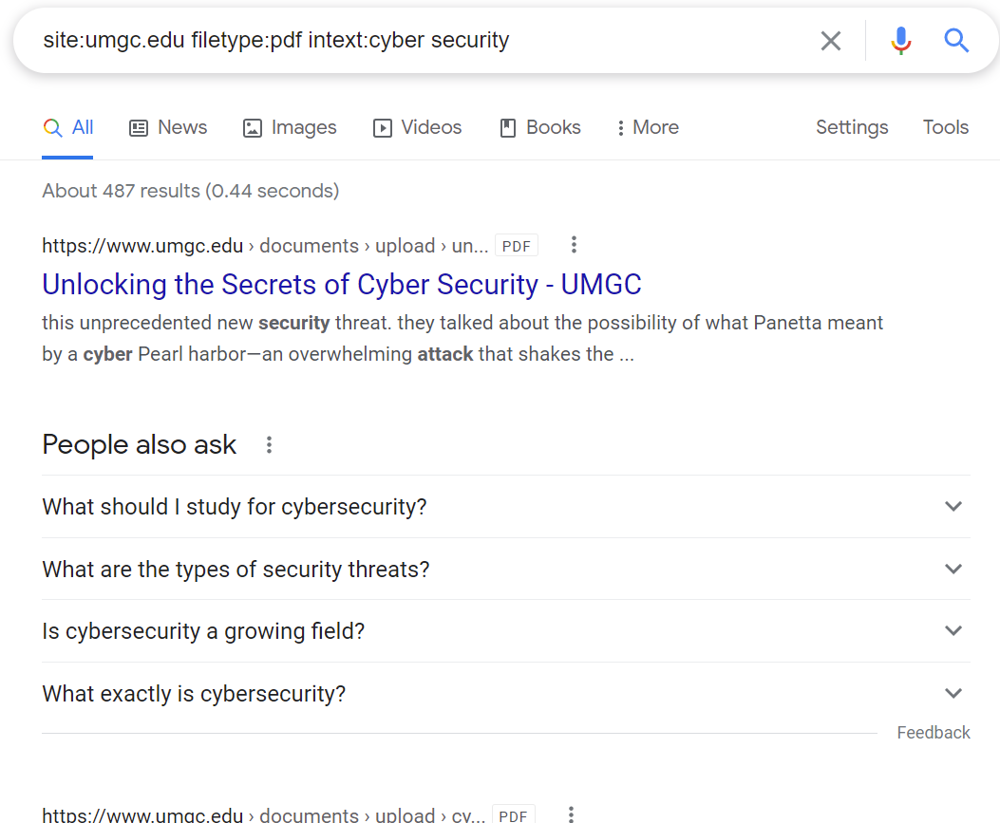 site:umgc.edu filetype:pdf intext:cyber security
All News Images Videos Books More Settings Tools
About 487 results (0.44 seconds)
https://www.umgc.edu › documents › upload › un... PDF
Unlocking the Secrets of Cyber Security - UMGC
this unprecedented new security threat. they talked about the possibility of what Panetta meant
by a cyber Pearl harbor—an overwhelming attack that shakes the ...
People also ask
What should I study for cybersecurity?
What are the types of security threats?
Is cybersecurity a growing field?
What exactly is cybersecurity?
Feedback
https://www.umgc.edu › documents › upload › cy... PDF